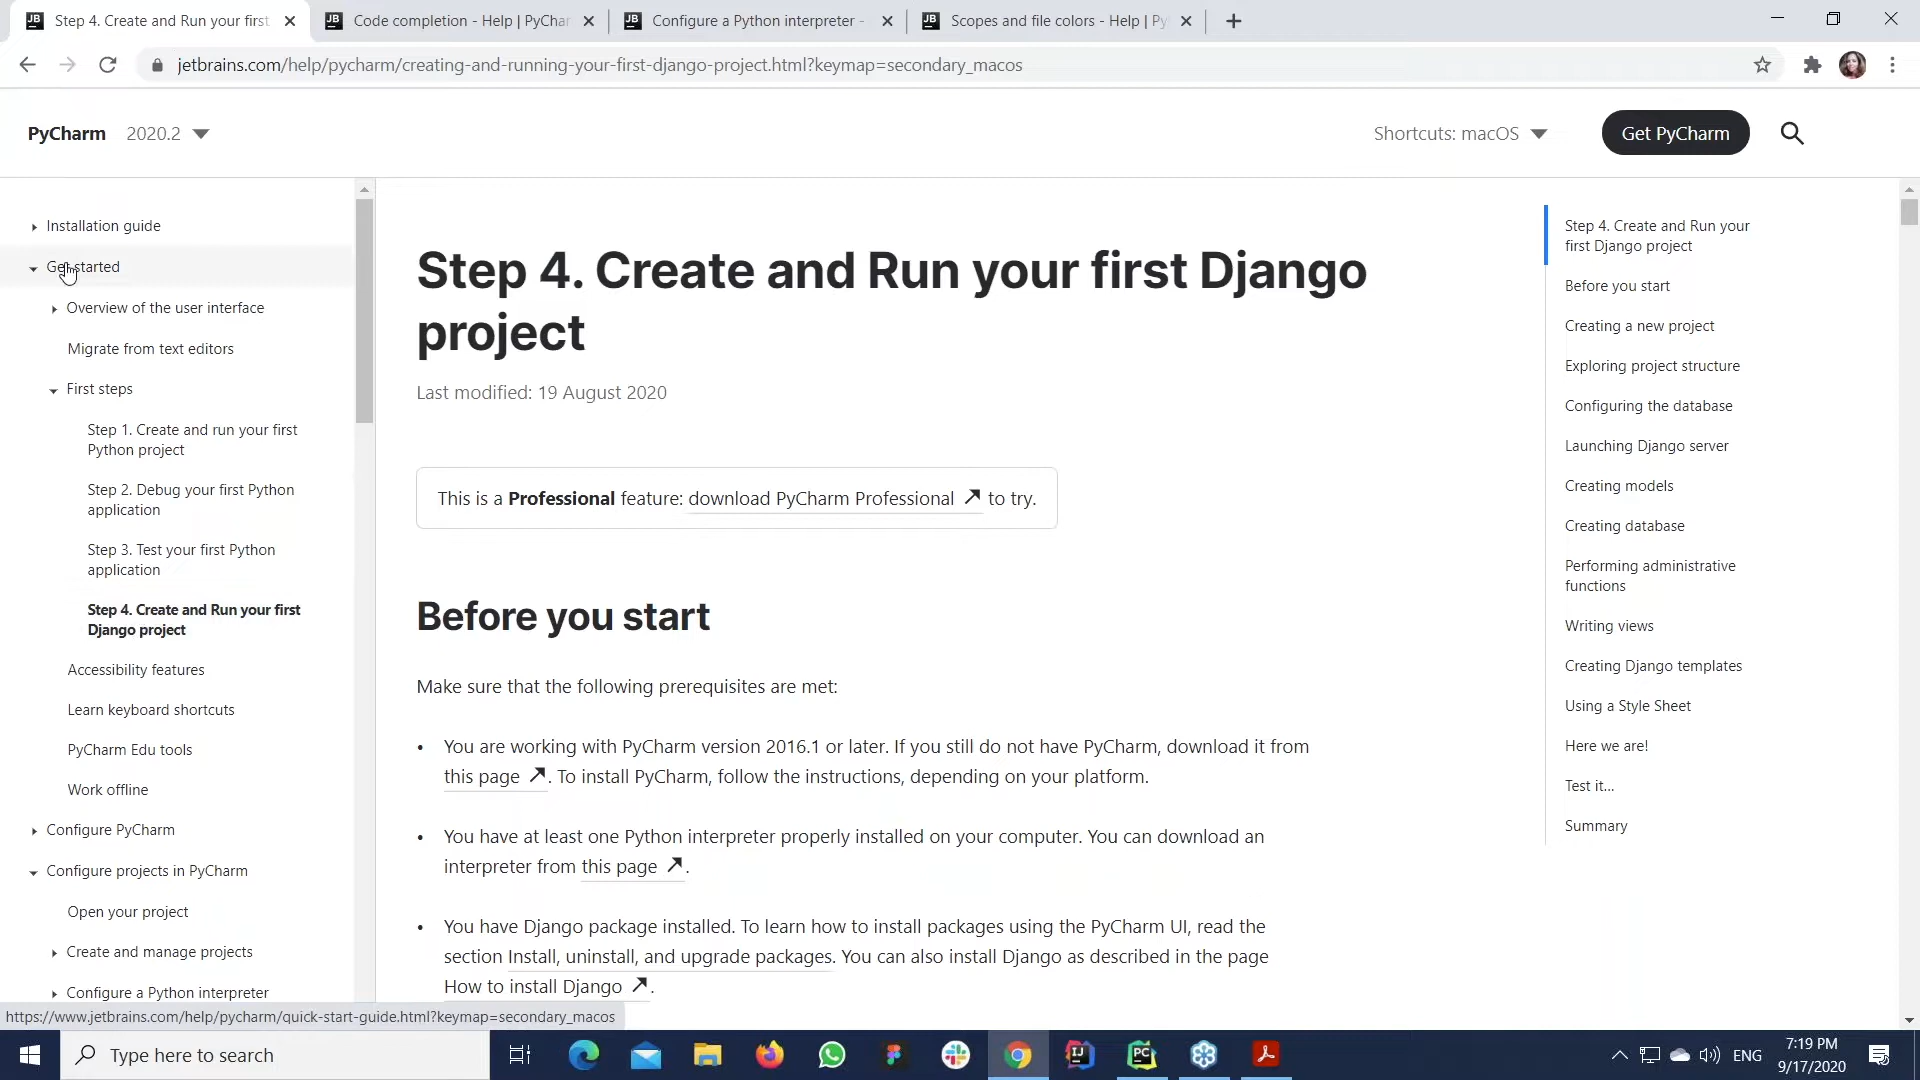 Step 4. Create and Run your first
Code completion - Help | PyChar
Configure a Python interpreter -
Scopes and file colors - Help | Py
jetbrains.com/help/pycharm/creating-and-running-your-first-django-project.html?keymap=secondary_macos
PyCharm 2020.2
Shortcuts: macOS
Get PyCharm
Installation guide
Get started
Overview of the user interface
Migrate from text editors
First steps
Step 1. Create and run your first
Python project
Step 2. Debug your first Python
application
Step 3. Test your first Python
application
Step 4. Create and Run your first
Django project
Accessibility features
Learn keyboard shortcuts
PyCharm Edu tools
Work offline
Configure PyCharm
Configure projects in PyCharm
Open your project
Create and manage projects
Configure a Python interpreter
Step 4. Create and Run your first Django
project
Last modified: 19 August 2020
This is a Professional feature: download PyCharm Professional ↗ to try.
Before you start
Make sure that the following prerequisites are met:
• You are working with PyCharm version 2016.1 or later. If you still do not have PyCharm, download it from
this page ↗. To install PyCharm, follow the instructions, depending on your platform.
• You have at least one Python interpreter properly installed on your computer. You can download an
interpreter from this page ↗.
• You have Django package installed. To learn how to install packages using the PyCharm UI, read the
section Install, uninstall, and upgrade packages. You can also install Django as described in the page
How to install Django ↗.
Step 4. Create and Run your
first Django project
Before you start
Creating a new project
Exploring project structure
Configuring the database
Launching Django server
Creating models
Creating database
Performing administrative
functions
Writing views
Creating Django templates
Using a Style Sheet
Here we are!
Test it...
Summary
https://www.jetbrains.com/help/pycharm/quick-start-guide.html?keymap=secondary_macos
Type here to search
ENG
7:19 PM
9/17/2020